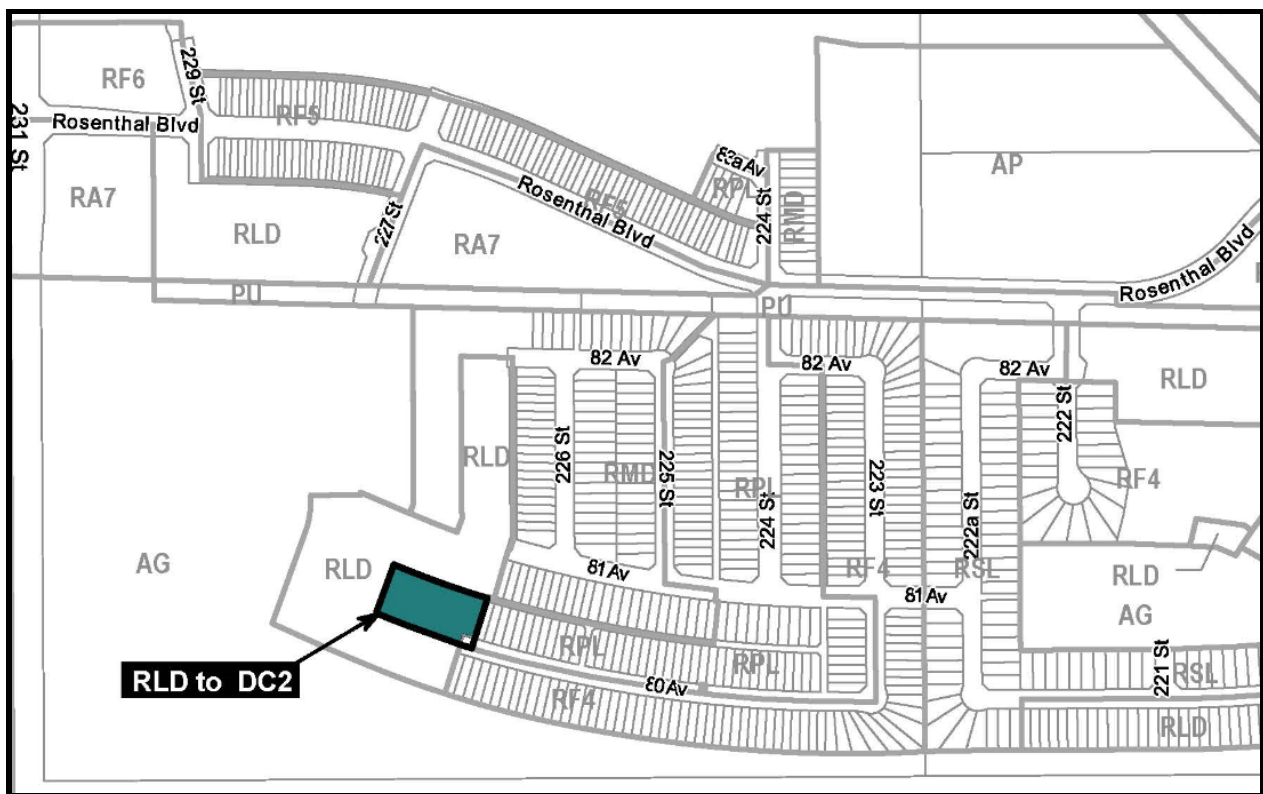 RF6
229 St
RF5
231 St
Rosenthal Blvd
RA7
RLD
227 St
RA7
Rosenthal Blvd
RF5
83a Av
RPL
224 St
RMD
AP
Rosenthal Blvd
PU
PU
82 Av
82 Av
82 Av
RLD
222 St
RLD
226 St
RMD
225 St
RPL
224 St
223 St
222a St
RF4
AG
RLD
81 Av
RF4
RSL
81 Av
RLD
AG
RPL
RPL
80 Av
RF4
221 St
RSL
RLD
RLD to DC2